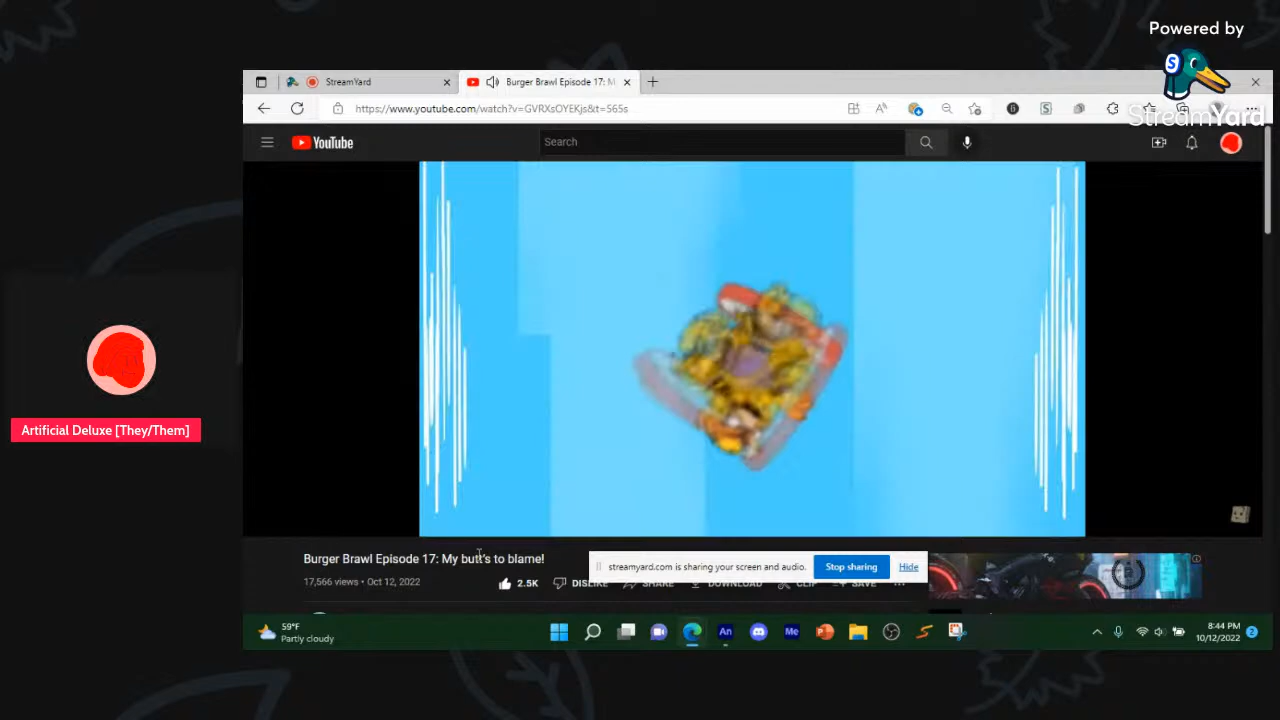 Powered by
StreamYard
StreamYard
Burger Brawl Episode 17: M
https://www.youtube.com/watch?v=GVRXsOYEKjs&t=565s
YouTube
Search
Artificial Deluxe [They/Them]
Burger Brawl Episode 17: My butt's to blame!
17,566 views • Oct 12, 2022
2.5K
DISLIKE
SHARE
DOWNLOAD
CLIP
SAVE
streamyard.com is sharing your screen and audio.
Stop sharing
Hide
59°F
Partly cloudy
An
Me
8:44 PM
10/12/2022
2